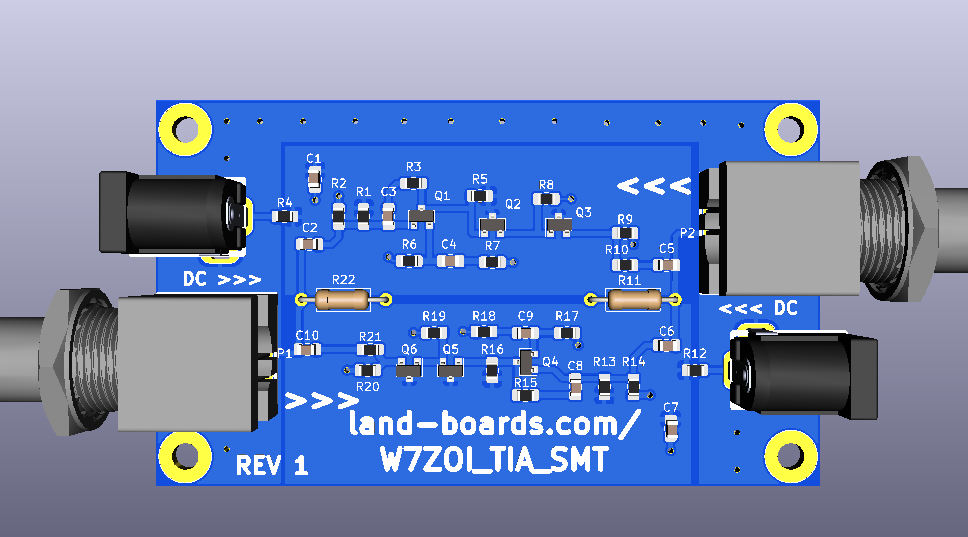 C1
R3
R5
R8
R2 R1 C3
Q1
Q2
Q3
R4
C2
R9
P2
R6 C4 R7
R10 C5
<<<
DC >>>
R22
R11
<<< DC
R19 R18 C9 R17
C10
R21
C6
P1
Q6 Q5 R16
Q4 C8 R13 R14
R12
R20
R15
C7
>>>
land-boards.com/
W7ZOI_TIA_SMT
REV 1